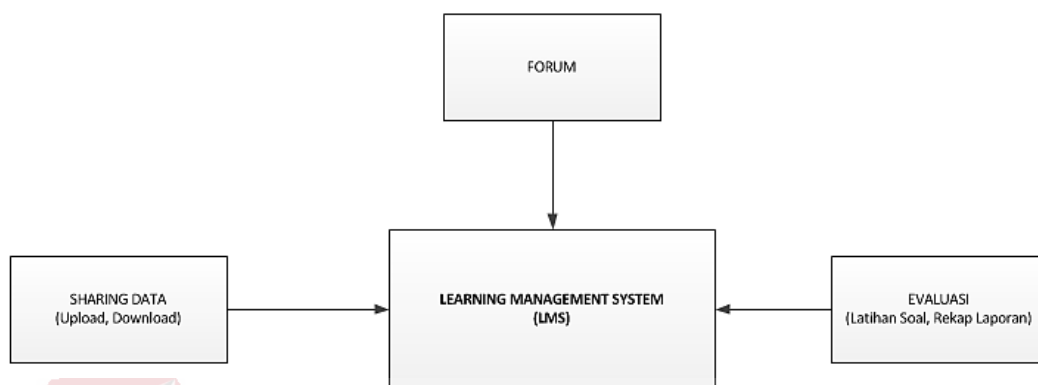 FORUM
SHARING DATA
(Upload, Download)
LEARNING MANAGEMENT SYSTEM
(LMS)
EVALUASI
(Latihan Soal, Rekap Laporan)